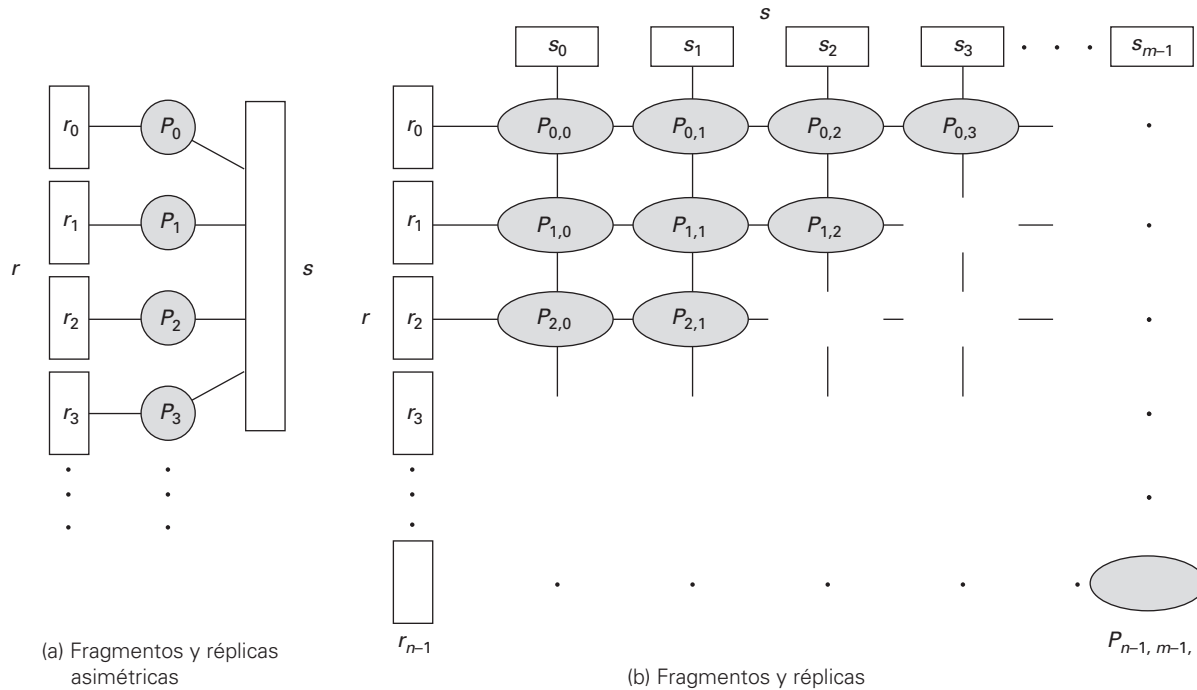 s
s0 s1 s2 s3 . . . sm–1
r0 P0
r1 P1
r2 P2
r3 P3
r
s
r0 P0,0 P0,1 P0,2 P0,3
r1 P1,0 P1,1 P1,2
r2 P2,0 P2,1
r3
r
rn–1
Pn–1, m–1,
(a) Fragmentos y réplicas
asimétricas
(b) Fragmentos y réplicas